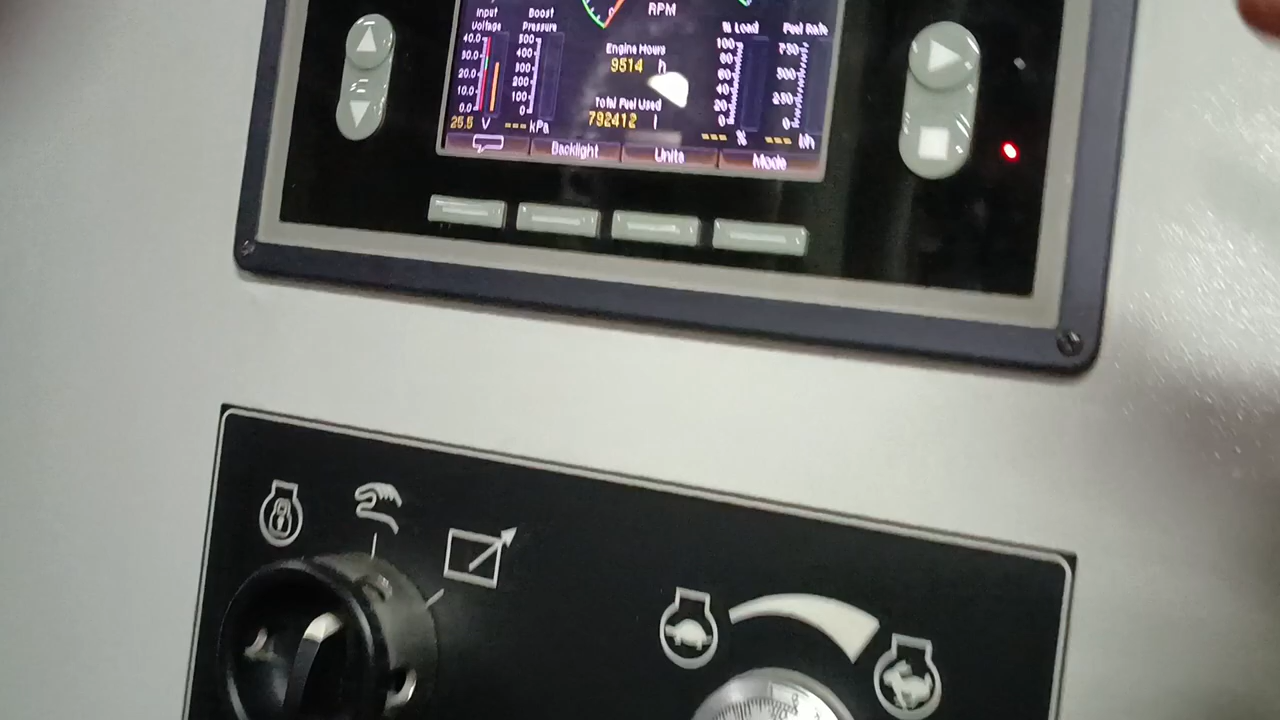 RPM
Input
Voltage
40.0
30.0
20.0
10.0
0.0
25.5 V
Boost
Pressure
500
400
300
200
100
0
--- kPa
Engine Hours
9514 h
Total Fuel Used
792412 l
% Load
100
80
60
40
20
0
--- %
Fuel Rate
750
500
250
0
--- l/h
Backlight
Units
Mode